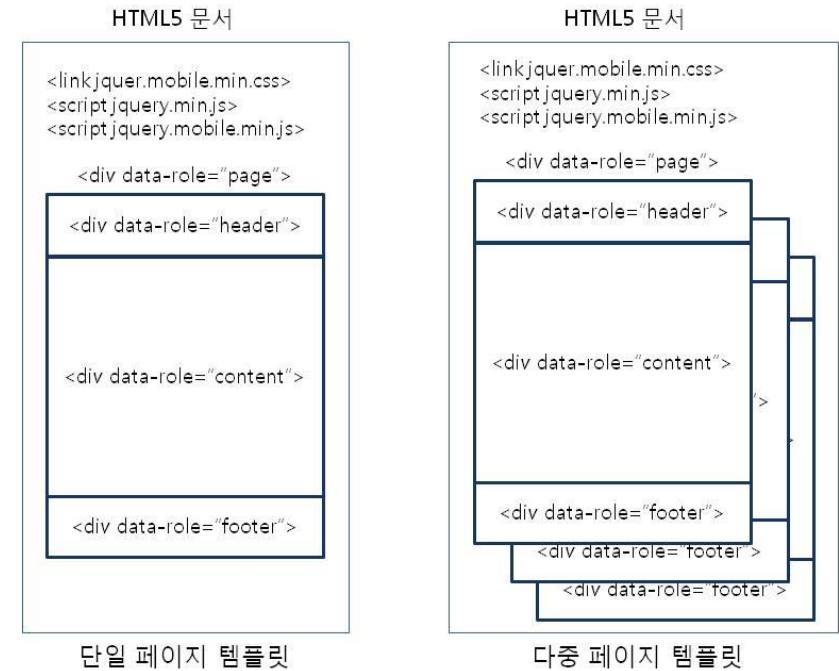 HTML5 문서
<link jquer.mobile.min.css>
<script jquery.min.js>
<script jquery.mobile.min.js>
<div data-role="page">
<div data-role="header">
<div data-role="content">
<div data-role="footer">
단일 페이지 템플릿
HTML5 문서
<link jquer.mobile.min.css>
<script jquery.min.js>
<script jquery.mobile.min.js>
<div data-role="page">
<div data-role="header">
<div data-role="content">
">
>
<div data-role="footer">
<div data-role="footer">
<div data-role="footer">
다중 페이지 템플릿